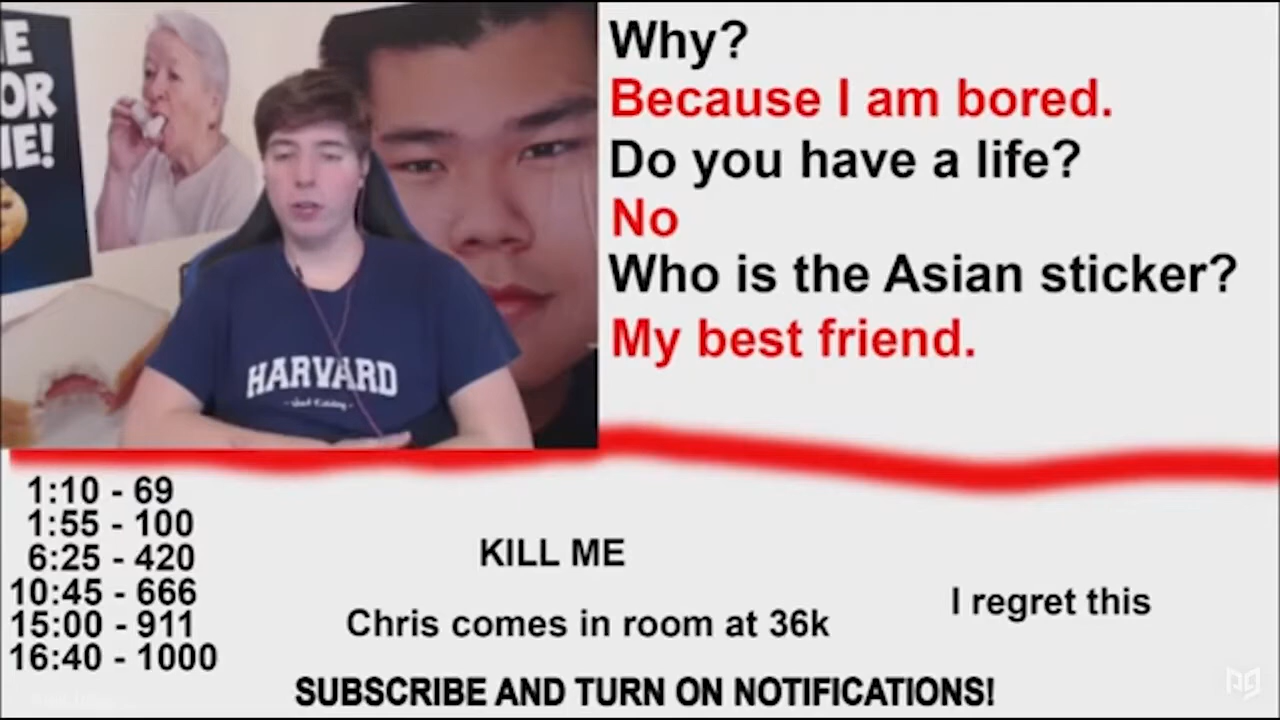 E
OR
IE!
HARVARD
Why?
Because I am bored.
Do you have a life?
No
Who is the Asian sticker?
My best friend.
1:10 - 69
1:55 - 100
6:25 - 420
10:45 - 666
15:00 - 911
16:40 - 1000
KILL ME
Chris comes in room at 36k
I regret this
SUBSCRIBE AND TURN ON NOTIFICATIONS!